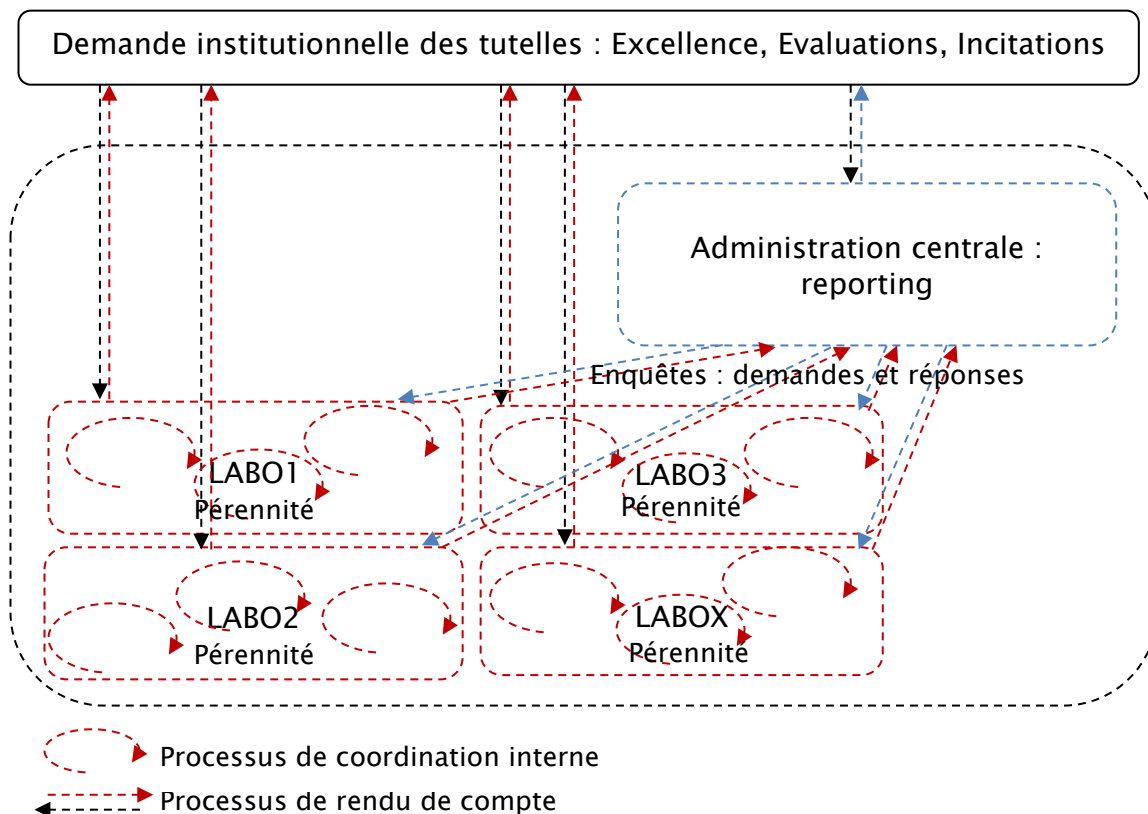 Demande institutionnelle des tutelles : Excellence, Evaluations, Incitations
Administration centrale :
reporting
Enquêtes : demandes et réponses
LABO1
Pérennité
LABO3
Pérennité
LABO2
Pérennité
LABOX
Pérennité
Processus de coordination interne
Processus de rendu de compte